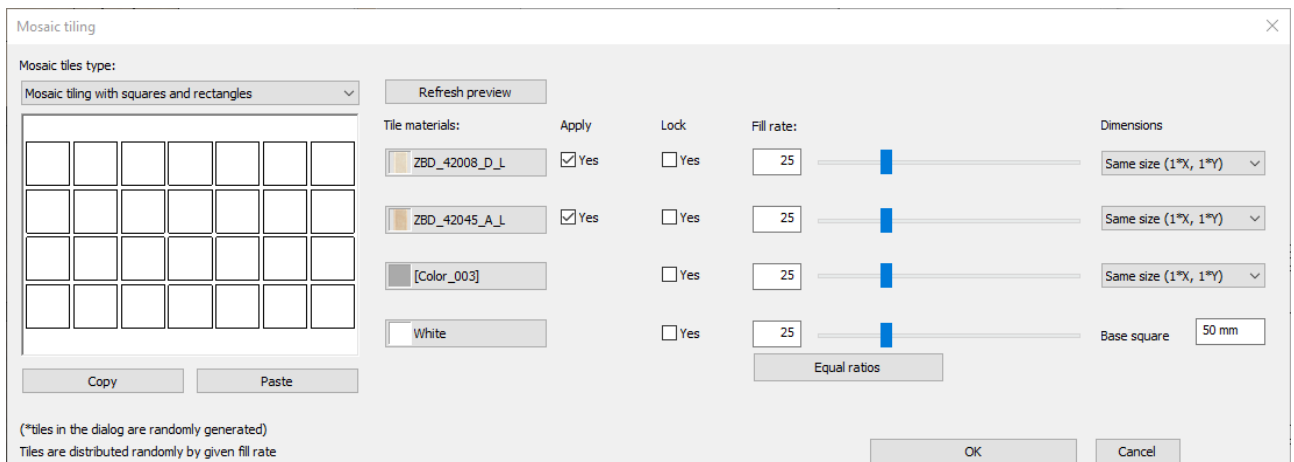 Mosaic tiling
Mosaic tiles type:
Mosaic tiling with squares and rectangles
Refresh preview
Tile materials: Apply Lock Fill rate: Dimensions
ZBD_42008_D_L Yes Yes 25 Same size (1*X, 1*Y)
ZBD_42045_A_L Yes Yes 25 Same size (1*X, 1*Y)
[Color_003] Yes 25 Same size (1*X, 1*Y)
White Yes 25 Base square 50 mm
Equal ratios
Copy Paste
(*tiles in the dialog are randomly generated)
Tiles are distributed randomly by given fill rate
OK Cancel